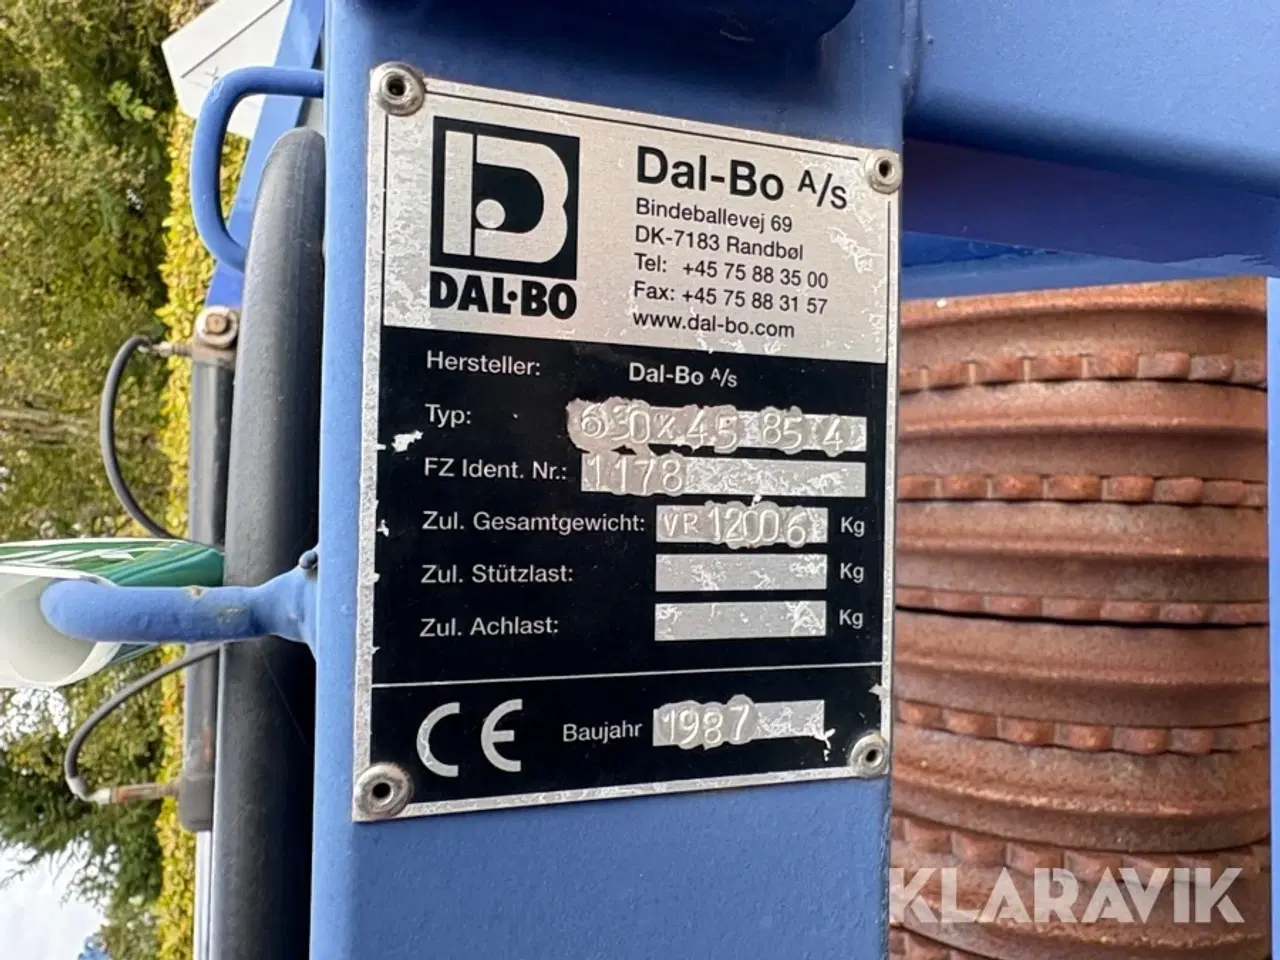 DAL-BO
Dal-Bo A/s
Bindeballevej 69
DK-7183 Randbøl
Tel: +45 75 88 35 00
Fax: +45 75 88 31 57
www.dal-bo.com
Hersteller: Dal-Bo A/s
Typ: 630x45 85 4
FZ Ident. Nr.: 1178
Zul. Gesamtgewicht: VR 12006 Kg
Zul. Stützlast: Kg
Zul. Achlast: Kg
CE Baujahr 1987
KLARAVIK